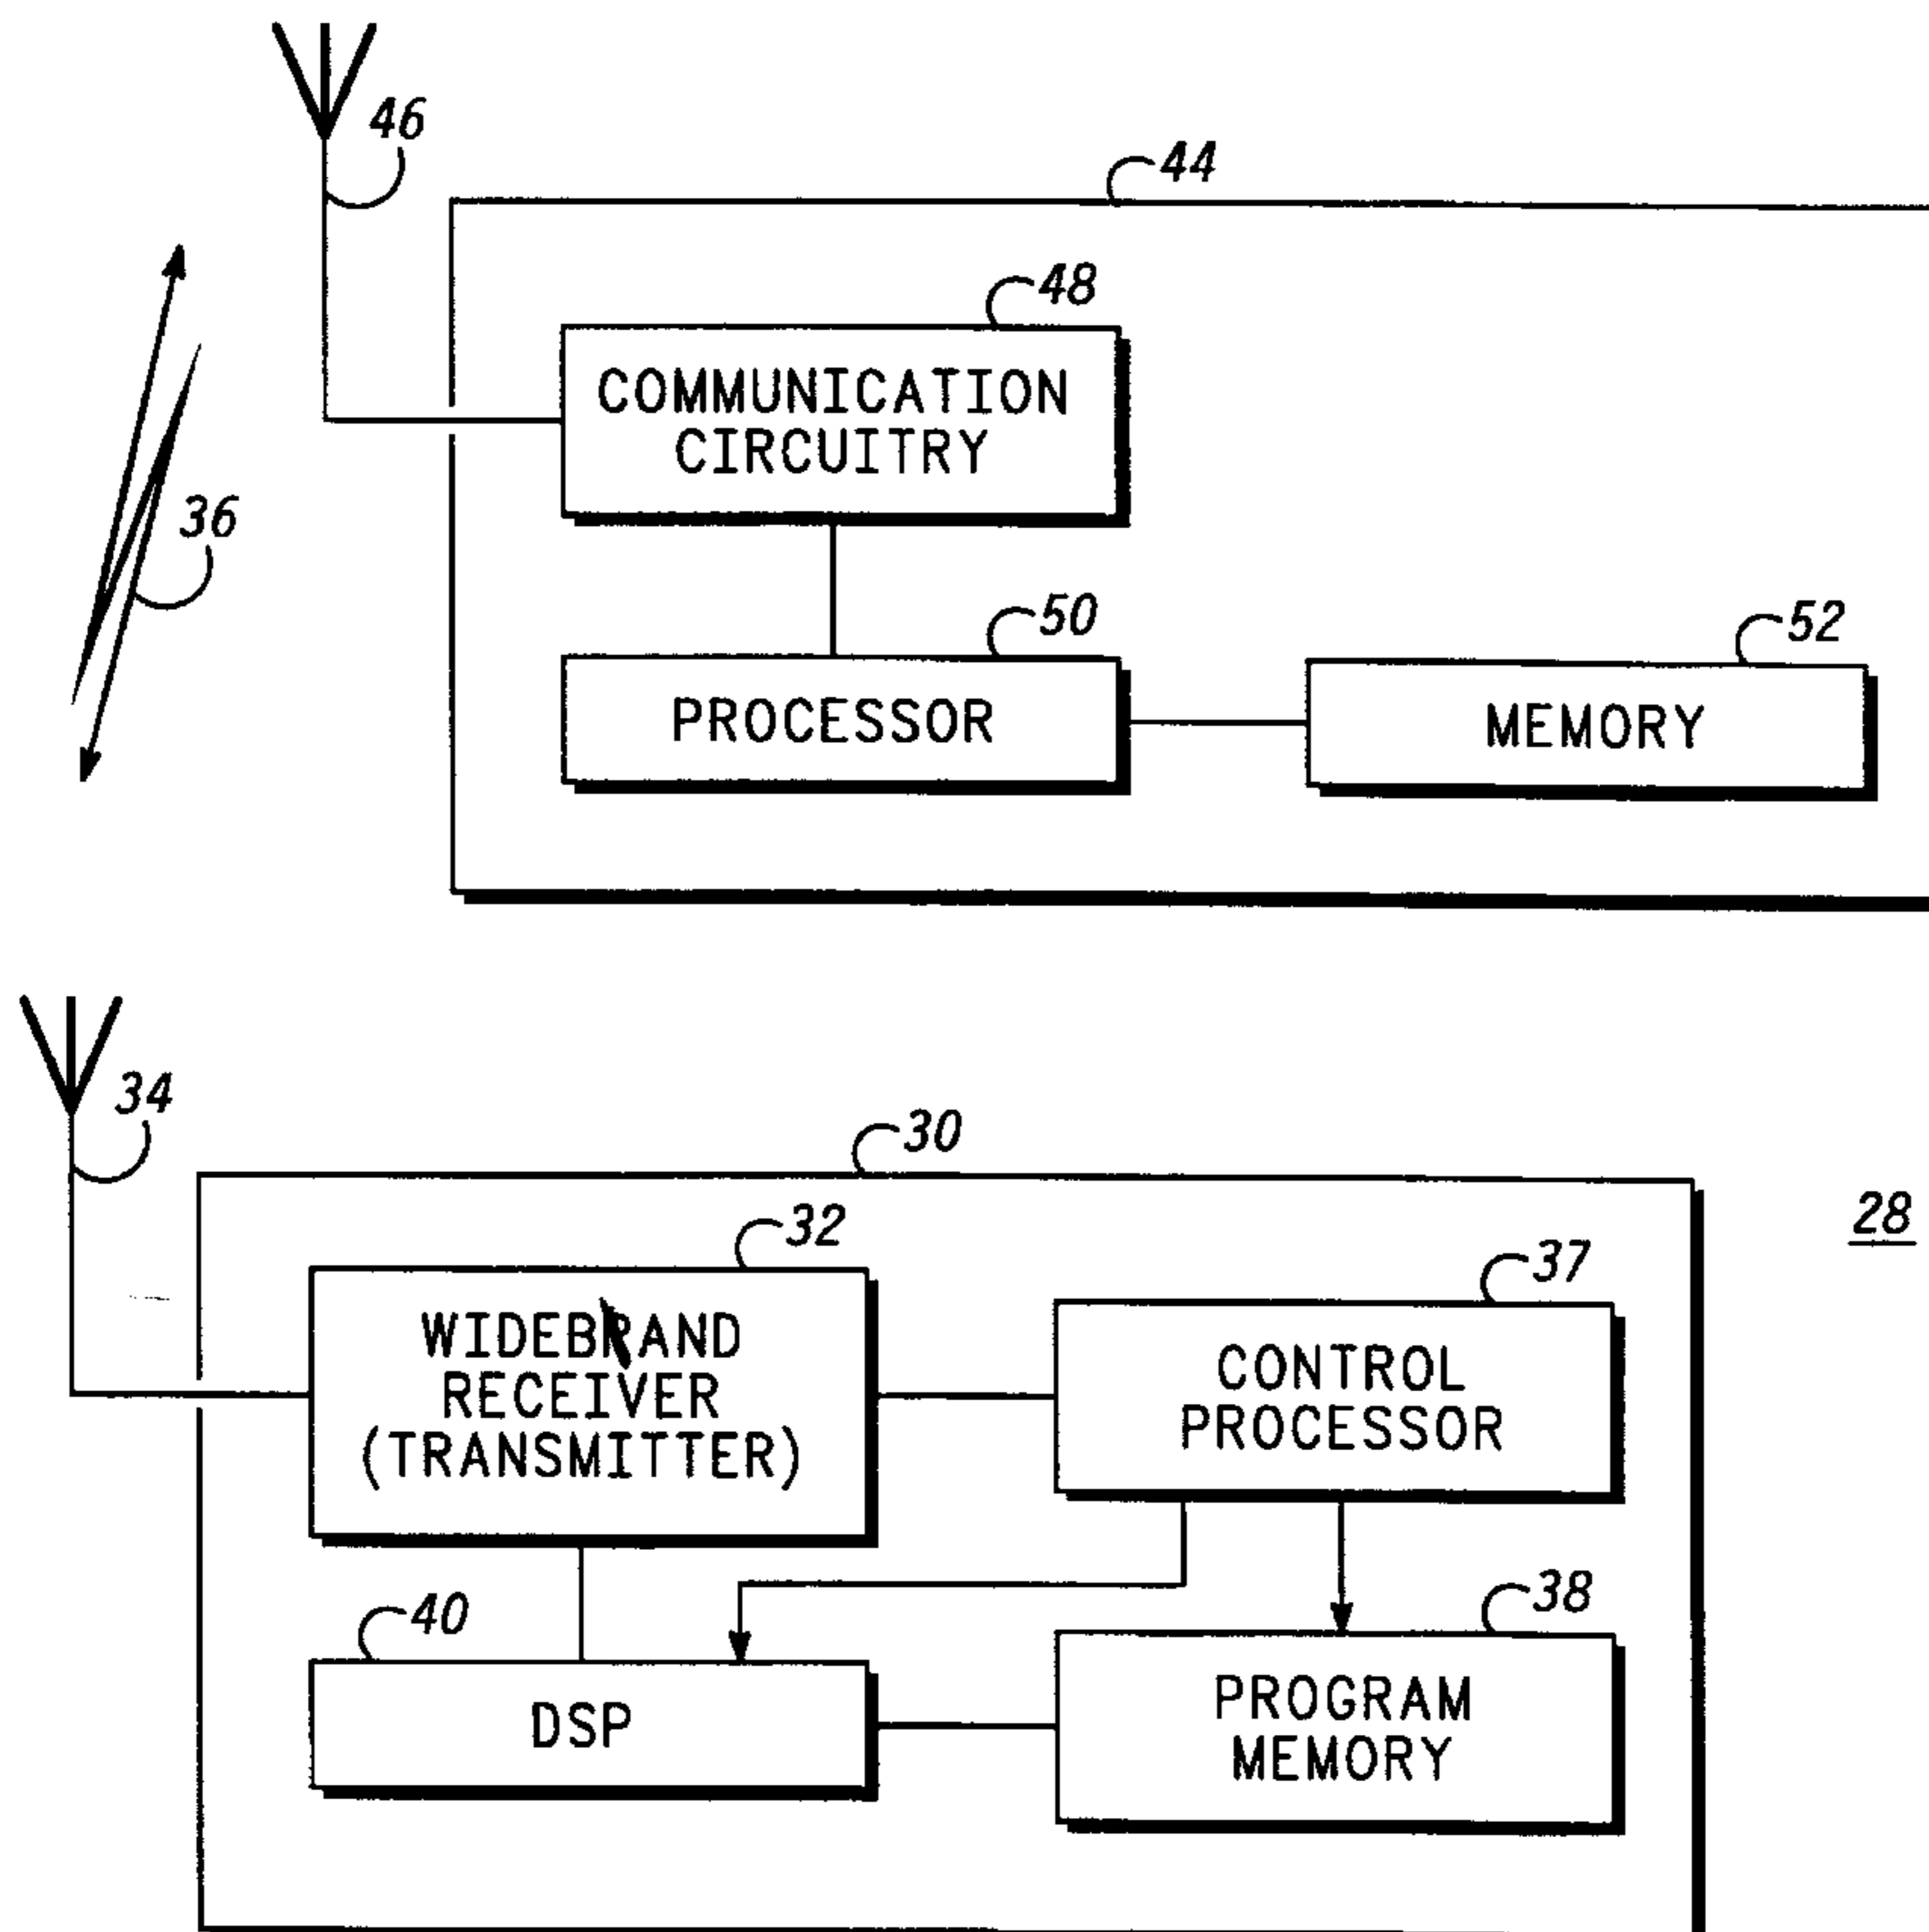 46
44
48
COMMUNICATION
CIRCUITRY
36
50
PROCESSOR
52
MEMORY
34
30
28
32
WIDEBRAND
RECEIVER
(TRANSMITTER)
37
CONTROL
PROCESSOR
40
DSP
38
PROGRAM
MEMORY